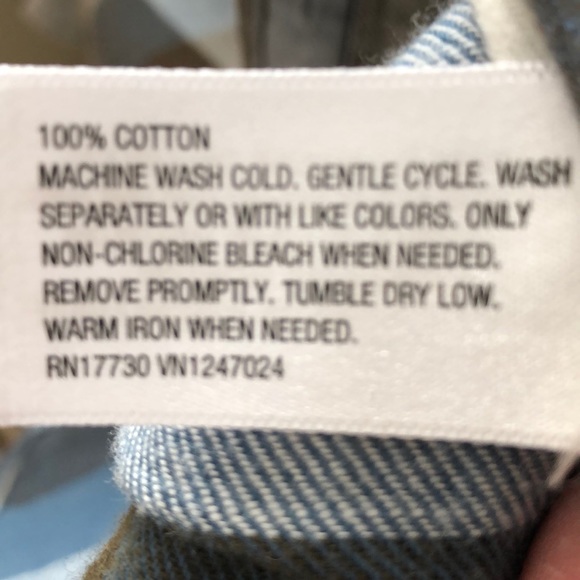 100% COTTON
MACHINE WASH COLD. GENTLE CYCLE. WASH
SEPARATELY OR WITH LIKE COLORS. ONLY
NON-CHLORINE BLEACH WHEN NEEDED.
REMOVE PROMPTLY. TUMBLE DRY LOW.
WARM IRON WHEN NEEDED.
RN17730 VN1247024